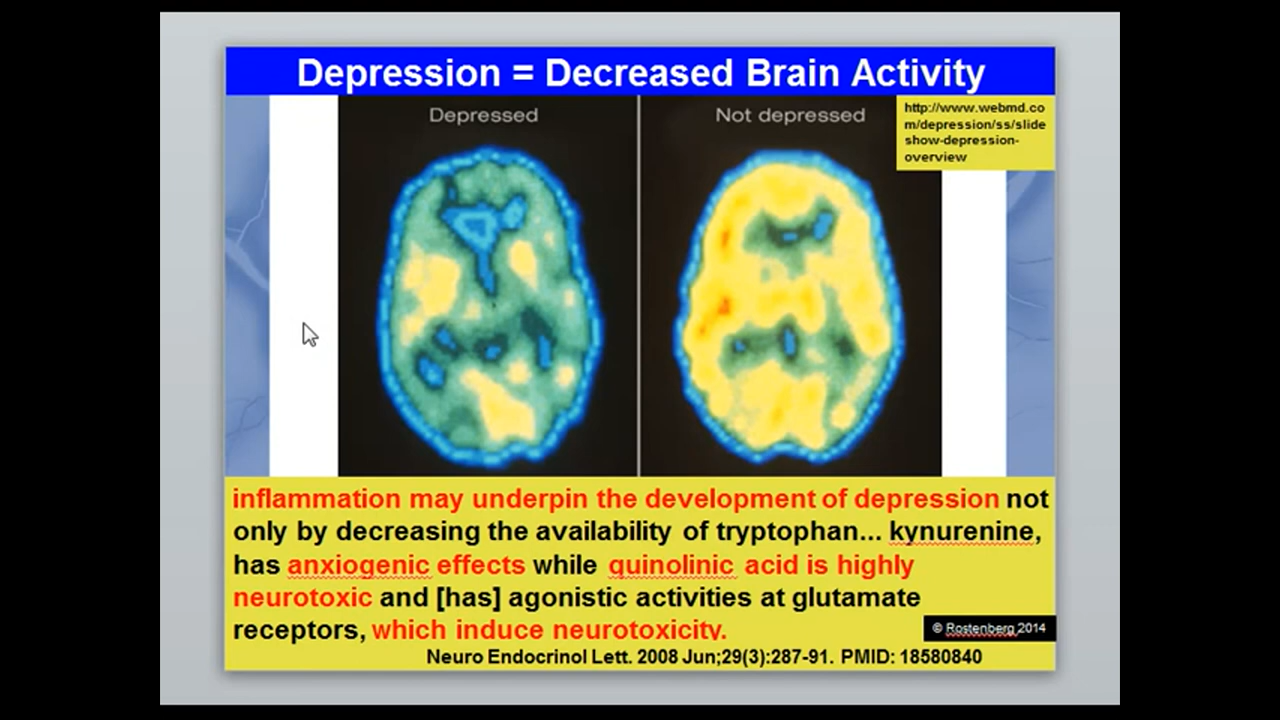 Depression = Decreased Brain Activity
Depressed
Not depressed
http://www.webmd.co
m/depression/ss/slide
show-depression-
overview
inflammation may underpin the development of depression not
only by decreasing the availability of tryptophan... kynurenine,
has anxiogenic effects while quinolinic acid is highly
neurotoxic and [has] agonistic activities at glutamate
receptors, which induce neurotoxicity.
© Rostenberg 2014
Neuro Endocrinol Lett. 2008 Jun;29(3):287-91. PMID: 18580840